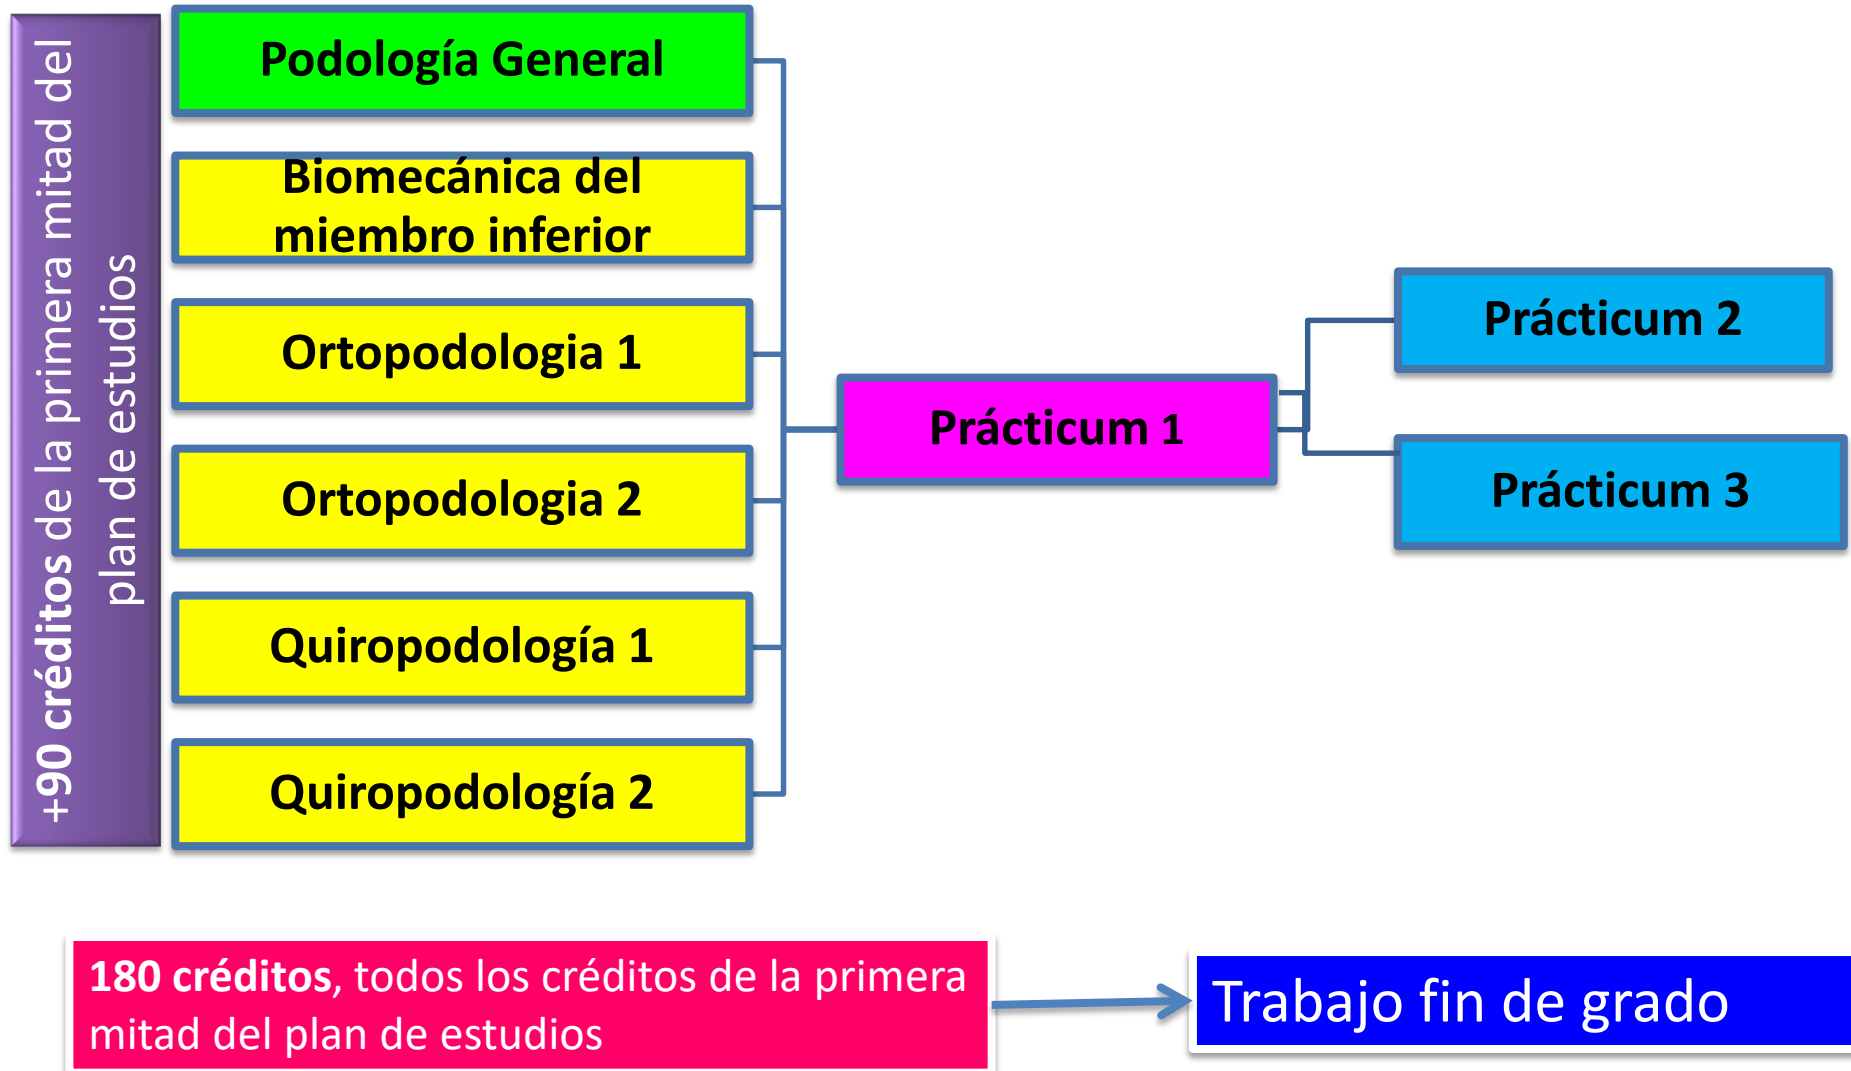 +90 créditos de la primera mitad del
plan de estudios
Podología General
Biomecánica del
miembro inferior
Ortopodologia 1
Ortopodologia 2
Quiropodología 1
Quiropodología 2
Prácticum 1
Prácticum 2
Prácticum 3
180 créditos, todos los créditos de la primera
mitad del plan de estudios
Trabajo fin de grado